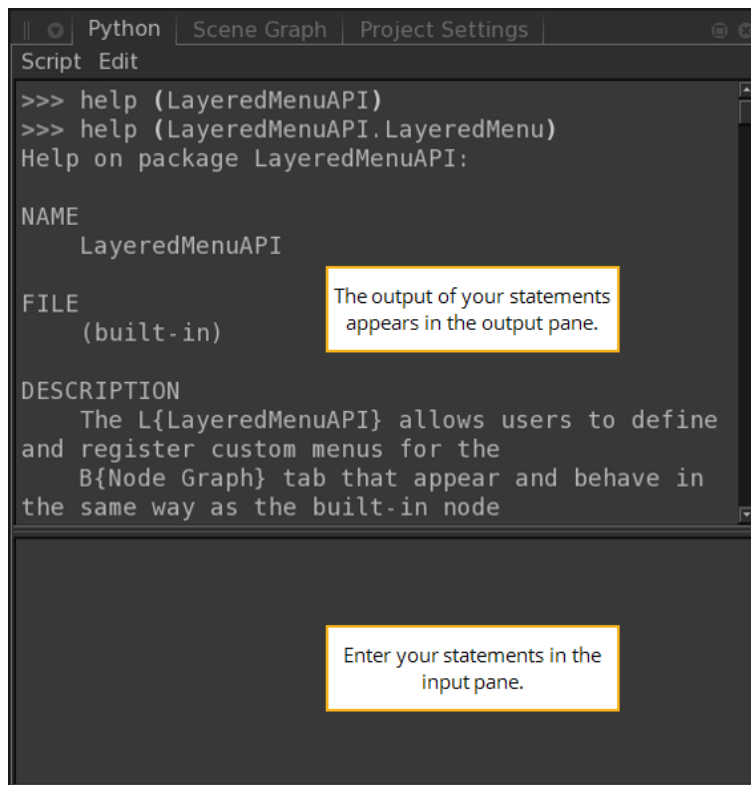 Python Scene Graph Project Settings
Script Edit
>>> help (LayeredMenuAPI)
>>> help (LayeredMenuAPI.LayeredMenu)
Help on package LayeredMenuAPI:
NAME
LayeredMenuAPI
FILE
(built-in)
The output of your statements
appears in the output pane.
DESCRIPTION
The L{LayeredMenuAPI} allows users to define
and register custom menus for the
B{Node Graph} tab that appear and behave in
the same way as the built-in node
Enter your statements in the
input pane.